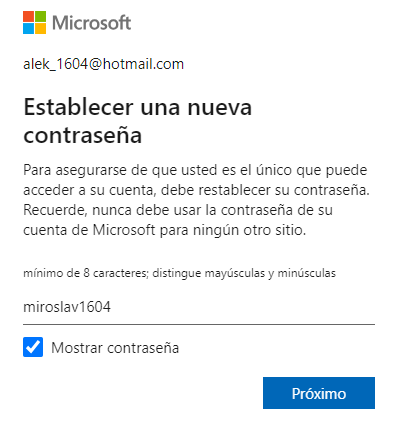 Microsoft
alek_1604@hotmail.com
Establecer una nueva
contraseña
Para asegurarse de que usted es el único que puede
acceder a su cuenta, debe restablecer su contraseña.
Recuerde, nunca debe usar la contraseña de su
cuenta de Microsoft para ningún otro sitio.
mínimo de 8 caracteres; distingue mayúsculas y minúsculas
miroslav1604
Mostrar contraseña
Próximo